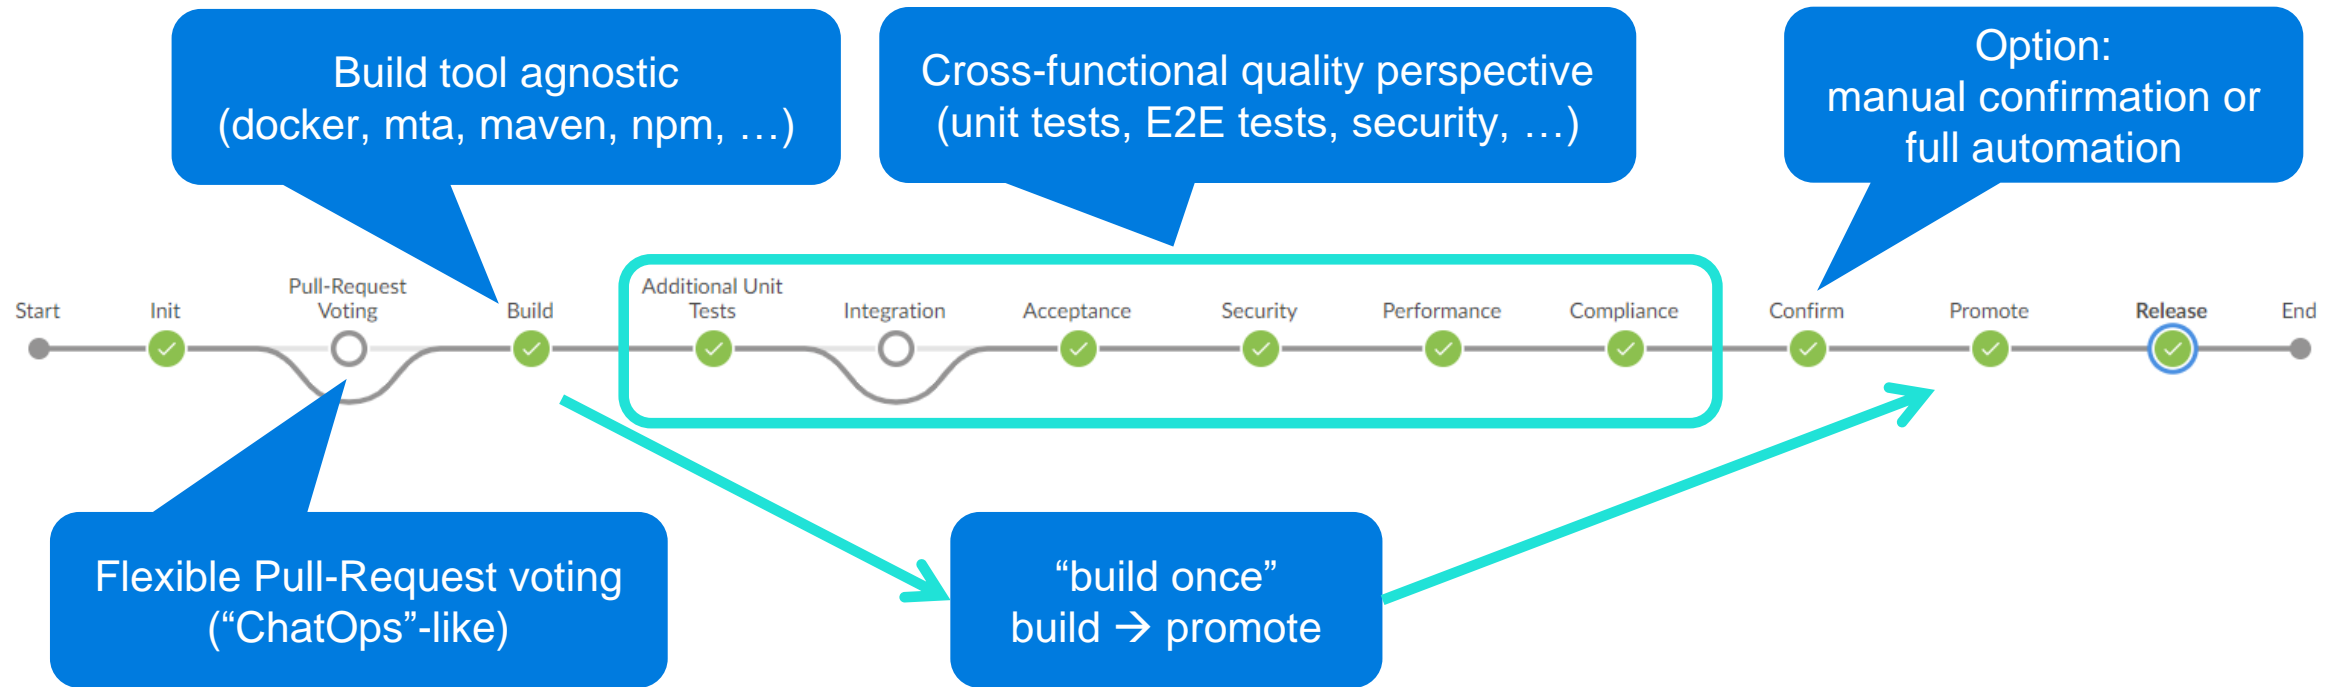 Build tool agnostic
(docker, mta, maven, npm, …)
Cross-functional quality perspective
(unit tests, E2E tests, security, …)
Option:
manual confirmation or
full automation
Start
Init
Pull-Request
Voting
Build
Additional Unit
Tests
Integration
Acceptance
Security
Performance
Compliance
Confirm
Promote
Release
End
Flexible Pull-Request voting
(“ChatOps”-like)
“build once”
build → promote